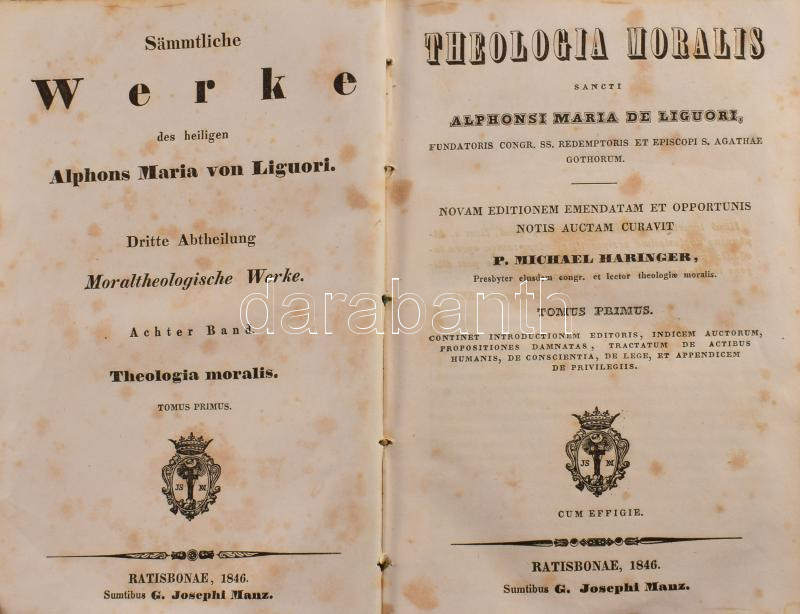 Sämmtliche
Werke
des heiligen
Alphons Maria von Liguori.
Dritte Abtheilung
Moraltheologische Werke.
Achter Band.
Theologia moralis.
TOMUS PRIMUS.
JS M
RATISBONAE, 1846.
Sumtibus G. Josephi Manz.
THEOLOGIA MORALIS
SANCTI
ALPHONSI MARIA DE LIGUORI,
FUNDATORIS CONGR. SS. REDEMPTORIS ET EPISCOPI S. AGATHAE
GOTHORUM.
NOVAM EDITIONEM EMENDATAM ET OPPORTUNIS
NOTIS AUCTAM CURAVIT
P. MICHAEL HARINGER,
Presbyter ejusdem congr. et lector theologiæ moralis.
TOMUS PRIMUS.
CONTINET INTRODUCTIONEM EDITORIS, INDICEM AUCTORUM,
PROPOSITIONES DAMNATAS, TRACTATUM DE ACTIBUS
HUMANIS, DE CONSCIENTIA, DE LEGE, ET APPENDICEM
DE PRIVILEGIIS.
JS M
CUM EFFIGIE.
RATISBONAE, 1846.
Sumtibus G. Josephi Manz.
darabanth